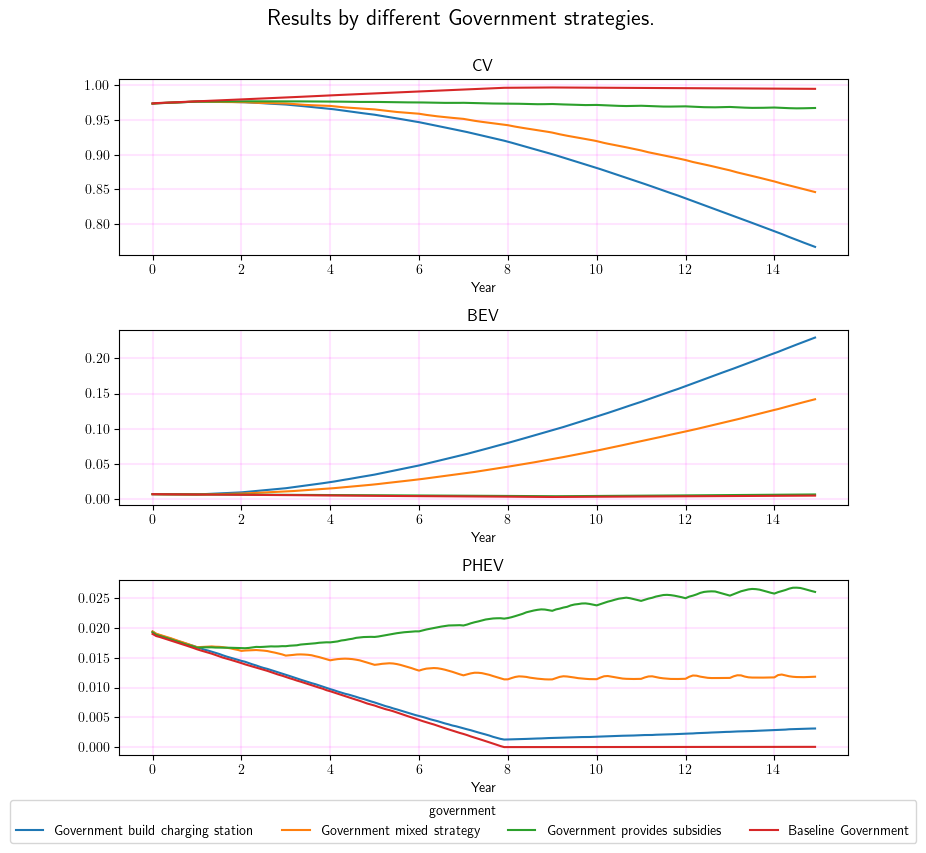 Results by different Government strategies.
CV
1.00
0.95
0.90
0.85
0.80
0 2 4 6 8 10 12 14
Year
BEV
0.20
0.15
0.10
0.05
0.00
0 2 4 6 8 10 12 14
Year
PHEV
0.025
0.020
0.015
0.010
0.005
0.000
0 2 4 6 8 10 12 14
Year
government
Government build charging station Government mixed strategy Government provides subsidies Baseline Government